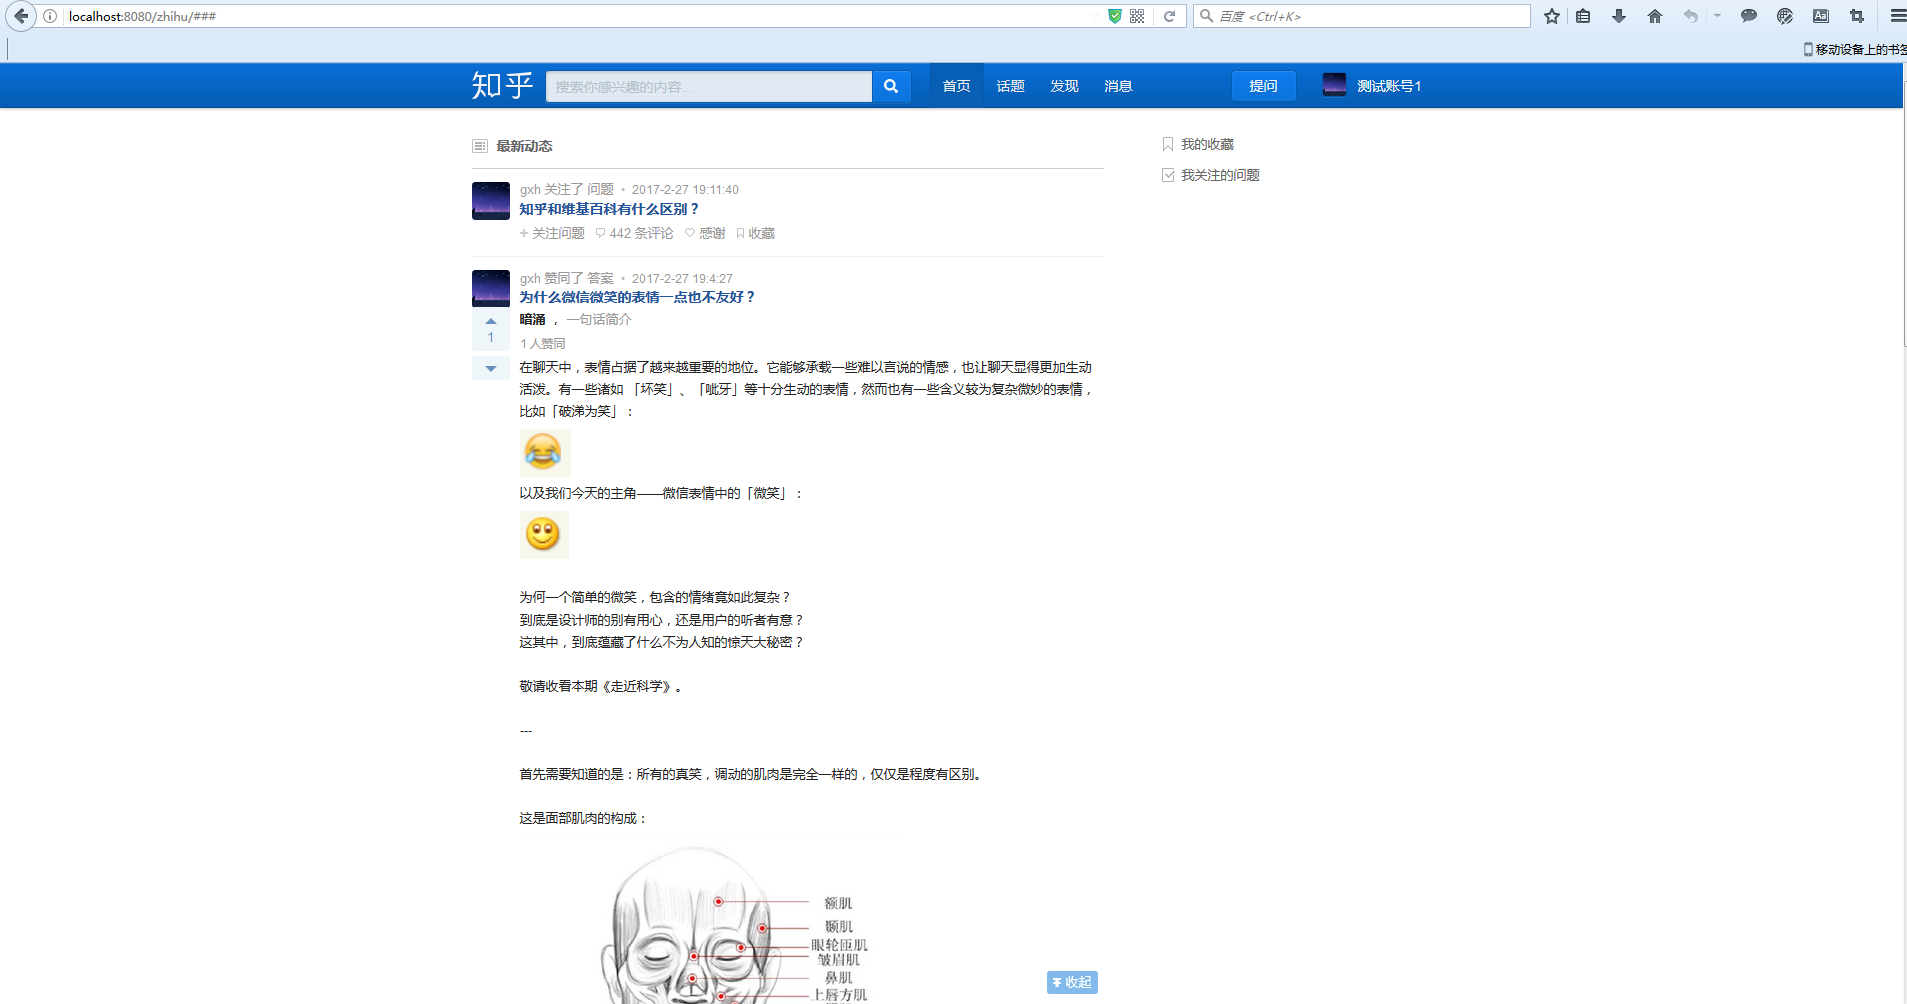 localhost:8080/zhihu/###
百度 <Ctrl+K>
移动设备上的书签
知乎
搜索你感兴趣的内容...
首页
话题
发现
消息
提问
测试账号1
最新动态
我的收藏
我关注的问题
gxh 关注了 问题 • 2017-2-27 19:11:40
知乎和维基百科有什么区别？
关注问题 442 条评论 感谢 收藏
gxh 赞同了 答案 • 2017-2-27 19:4:27
为什么微信微笑的表情一点也不友好？
暗涌 ， 一句话简介
1
1 人赞同
在聊天中，表情占据了越来越重要的地位。它能够承载一些难以言说的情感，也让聊天显得更加生动
活泼。有一些诸如 「坏笑」、「呲牙」等十分生动的表情，然而也有一些含义较为复杂微妙的表情，
比如「破涕为笑」：
以及我们今天的主角——微信表情中的「微笑」：
为何一个简单的微笑，包含的情绪竟如此复杂？
到底是设计师的别有用心，还是用户的听者有意？
这其中，到底蕴藏了什么不为人知的惊天大秘密？
敬请收看本期《走近科学》。
---
首先需要知道的是：所有的真笑，调动的肌肉是完全一样的，仅仅是程度有区别。
这是面部肌肉的构成：
额肌
颞肌
眼轮匝肌
皱眉肌
鼻肌
上唇方肌
收起